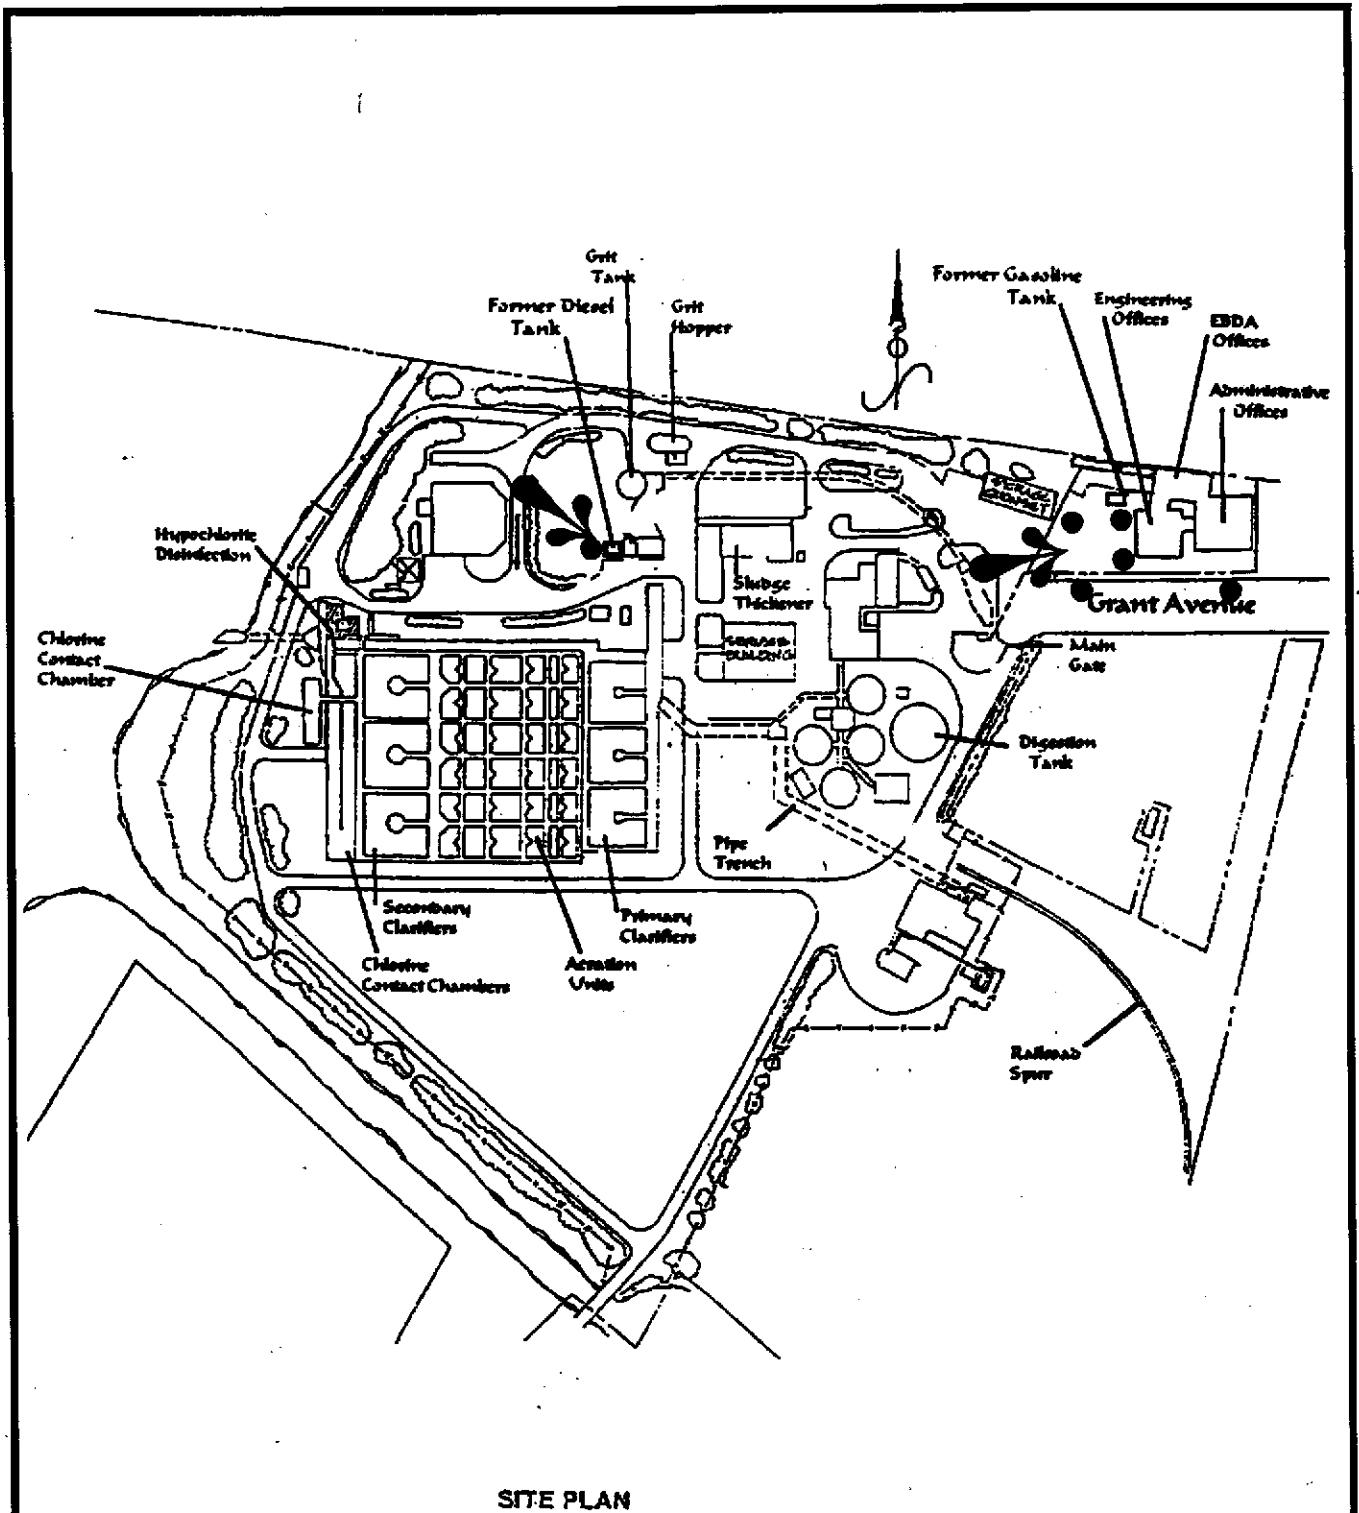 Grit
Tank
Former Diesel
Tank
Grit
Hopper
Former Gasoline
Tank
Engineering
Offices
EBDA
Offices
Administrative
Offices
Hypochlorite
Disinfection
Sludge
Thickener
Grant Avenue
Main
Gate
Chlorine
Contact
Chamber
Digestion
Tank
Pipe
Trench
Secondary
Clarifiers
Chlorine
Contact Chambers
Aeration
Units
Primary
Clarifiers
Railroad
Spur
SITE PLAN